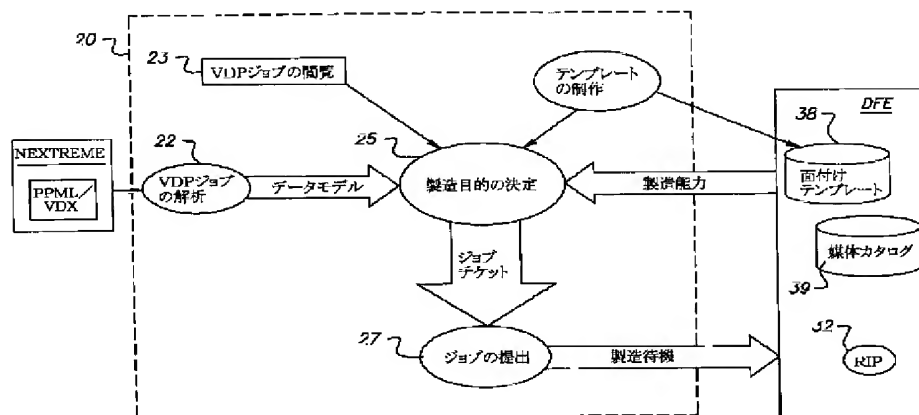 20
23
VDPジョブの閲覧
テンプレート
の制作
DFE
38
25
22
NEXTREME
PPML/
VDX
VDPジョブ
の解析
データモデル
製造目的の決定
製造能力
面付け
テンプレート
媒体カタログ
39
ジョブ
チケット
27
ジョブの提出
製造待機
32
RIP